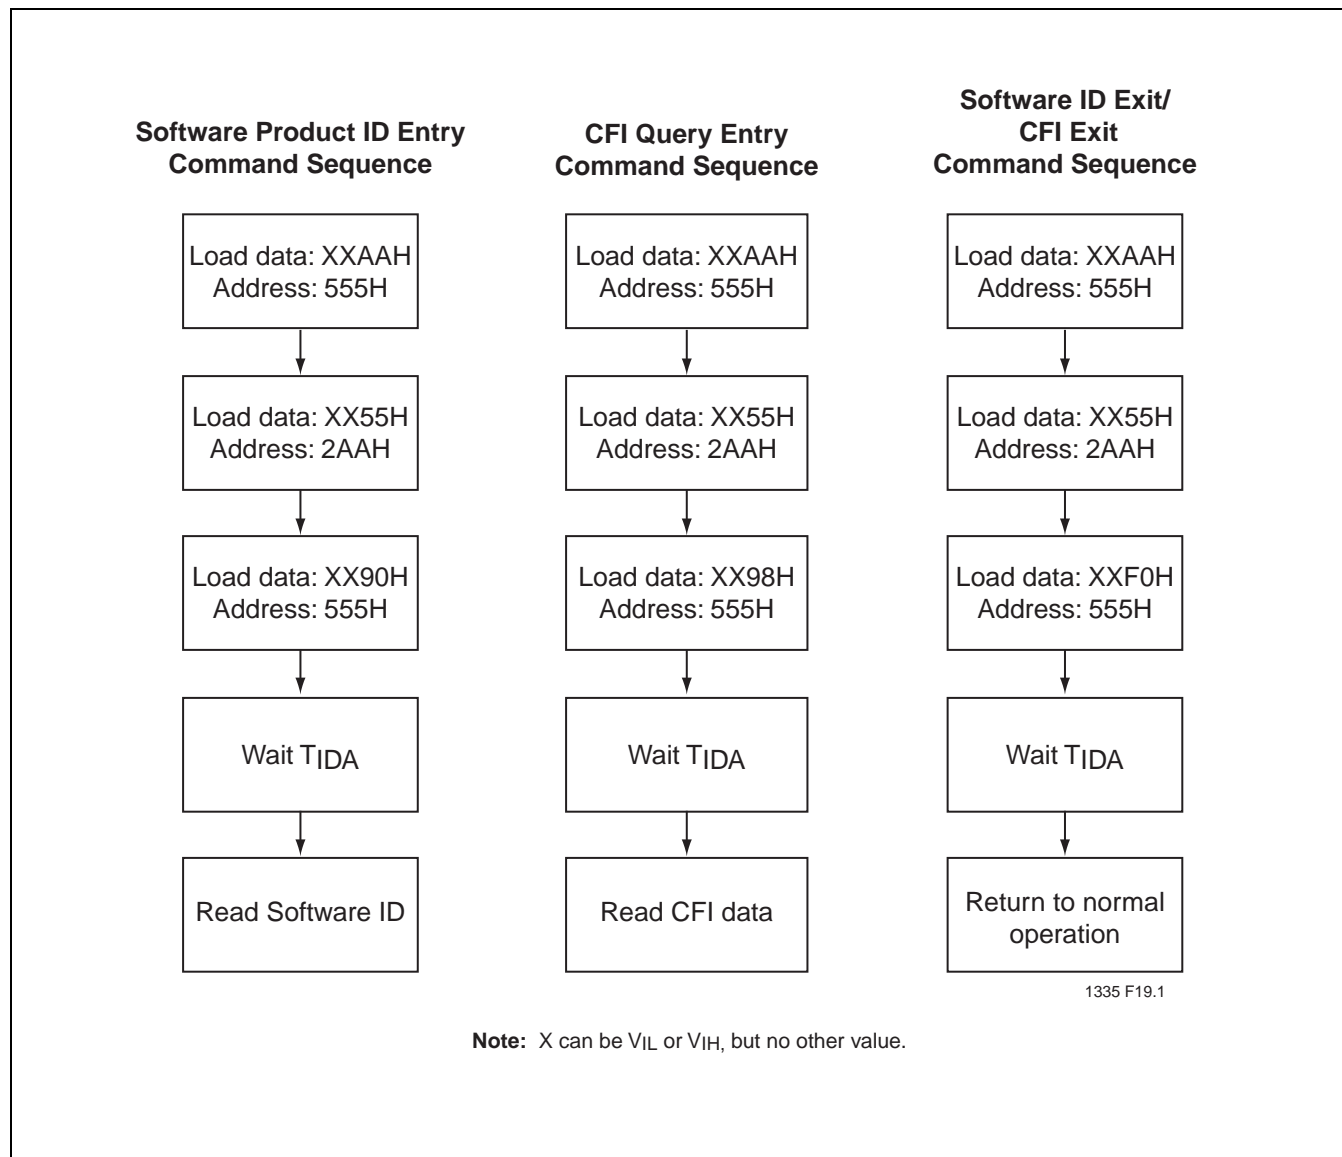 Software Product ID Entry
Command Sequence
Load data: XXAAH
Address: 555H
Load data: XX55H
Address: 2AAH
Load data: XX90H
Address: 555H
Wait TIDA
Read Software ID
CFI Query Entry
Command Sequence
Load data: XXAAH
Address: 555H
Load data: XX55H
Address: 2AAH
Load data: XX98H
Address: 555H
Wait TIDA
Read CFI data
Software ID Exit/
CFI Exit
Command Sequence
Load data: XXAAH
Address: 555H
Load data: XX55H
Address: 2AAH
Load data: XXF0H
Address: 555H
Wait TIDA
Return to normal
operation
1335 F19.1
Note: X can be VIL or VIH, but no other value.